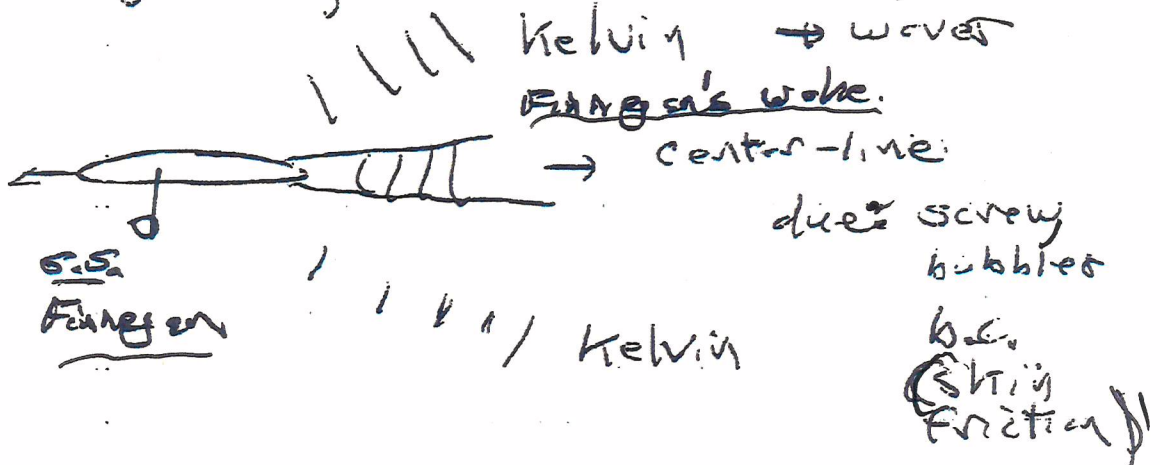 Kelvin → waves
Finnegan's wake.
→ center-line.
due: screw,
bubbles
s.s.
Finnegan
b.l.
(skin
friction)
Kelvin